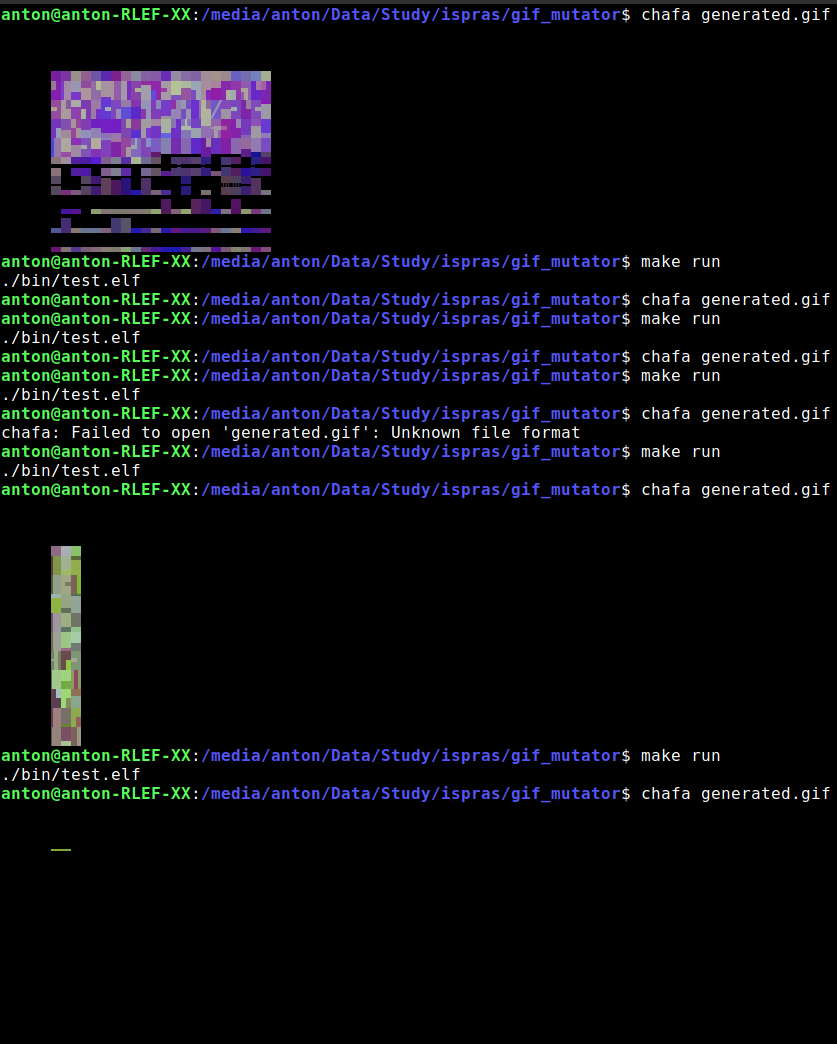 anton@anton-RLEF-XX:/media/anton/Data/Study/ispras/gif_mutator$ chafa generated.gif
anton@anton-RLEF-XX:/media/anton/Data/Study/ispras/gif_mutator$ make run
./bin/test.elf
anton@anton-RLEF-XX:/media/anton/Data/Study/ispras/gif_mutator$ chafa generated.gif
anton@anton-RLEF-XX:/media/anton/Data/Study/ispras/gif_mutator$ make run
./bin/test.elf
anton@anton-RLEF-XX:/media/anton/Data/Study/ispras/gif_mutator$ chafa generated.gif
anton@anton-RLEF-XX:/media/anton/Data/Study/ispras/gif_mutator$ make run
./bin/test.elf
anton@anton-RLEF-XX:/media/anton/Data/Study/ispras/gif_mutator$ chafa generated.gif
chafa: Failed to open 'generated.gif': Unknown file format
anton@anton-RLEF-XX:/media/anton/Data/Study/ispras/gif_mutator$ make run
./bin/test.elf
anton@anton-RLEF-XX:/media/anton/Data/Study/ispras/gif_mutator$ chafa generated.gif
anton@anton-RLEF-XX:/media/anton/Data/Study/ispras/gif_mutator$ make run
./bin/test.elf
anton@anton-RLEF-XX:/media/anton/Data/Study/ispras/gif_mutator$ chafa generated.gif